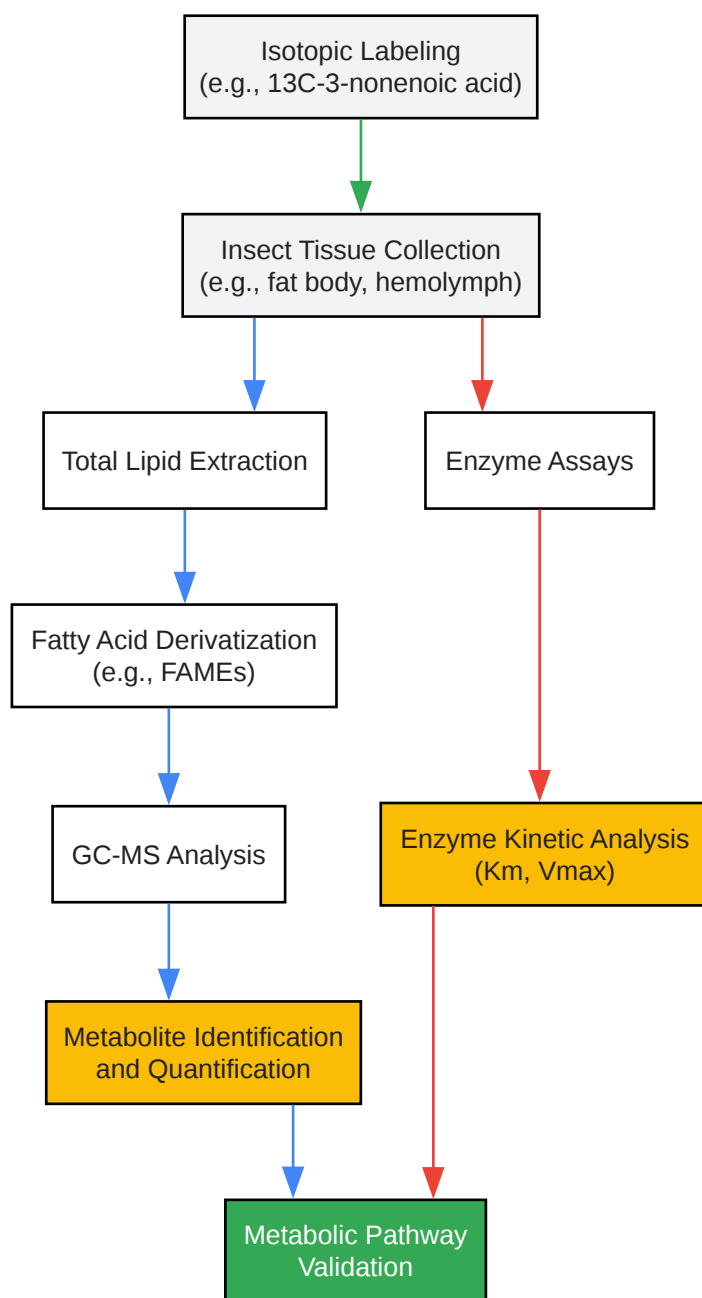 Isotopic Labeling
(e.g., 13C-3-nonenoic acid)
Insect Tissue Collection
(e.g., fat body, hemolymph)
Total Lipid Extraction
Enzyme Assays
Fatty Acid Derivatization
(e.g., FAMEs)
GC-MS Analysis
Enzyme Kinetic Analysis
(Km, Vmax)
Metabolite Identification
and Quantification
Metabolic Pathway
Validation